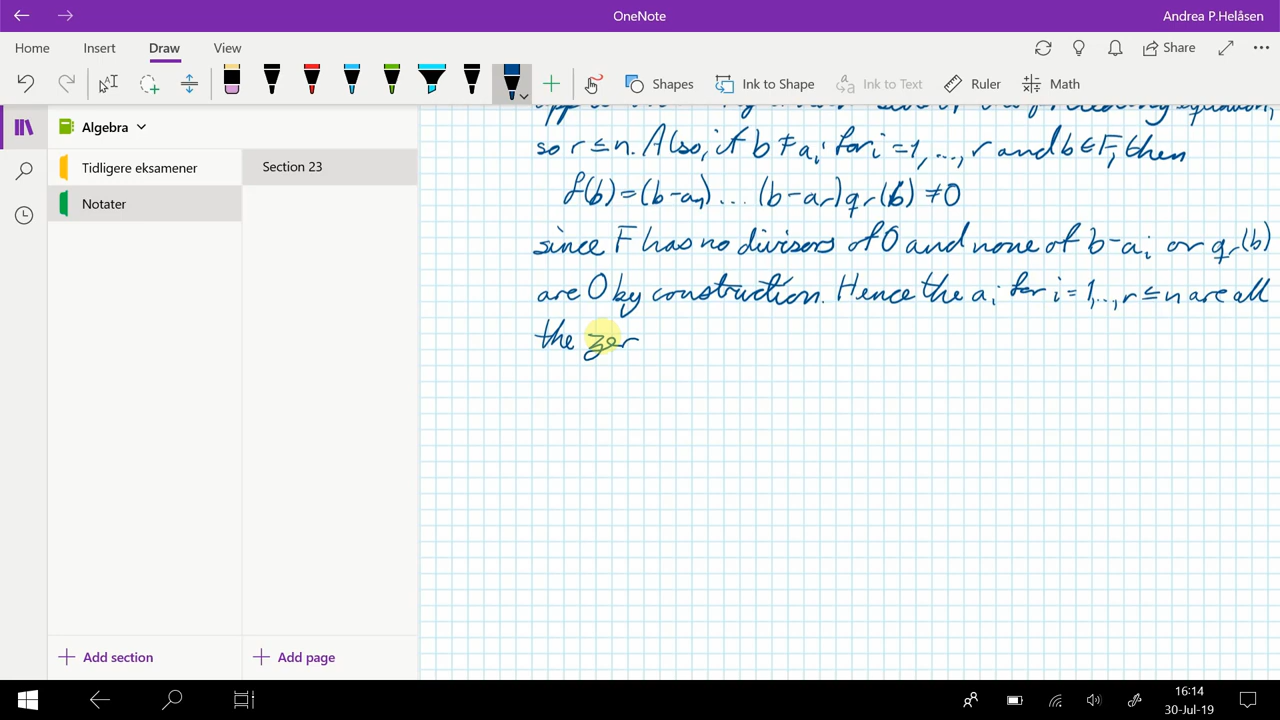 OneNote
Andrea P.Helåsen
Home Insert Draw View
Share
Shapes Ink to Shape Ink to Text Ruler Math
Algebra
Tidligere eksamener
Notater
Section 23
equation,
so r ≤ n. Also, if b ≠ aᵢ for i = 1, ..., r and b ∈ F, then
f(b) = (b-a₁) ... (b-aᵣ) qᵣ(b) ≠ 0
since F has no divisors of 0 and none of b-aᵢ or qᵣ(b)
are 0 by construction. Hence the aᵢ for i = 1, .., r ≤ n are all
the zer
Add section
Add page
16:14
30-Jul-19